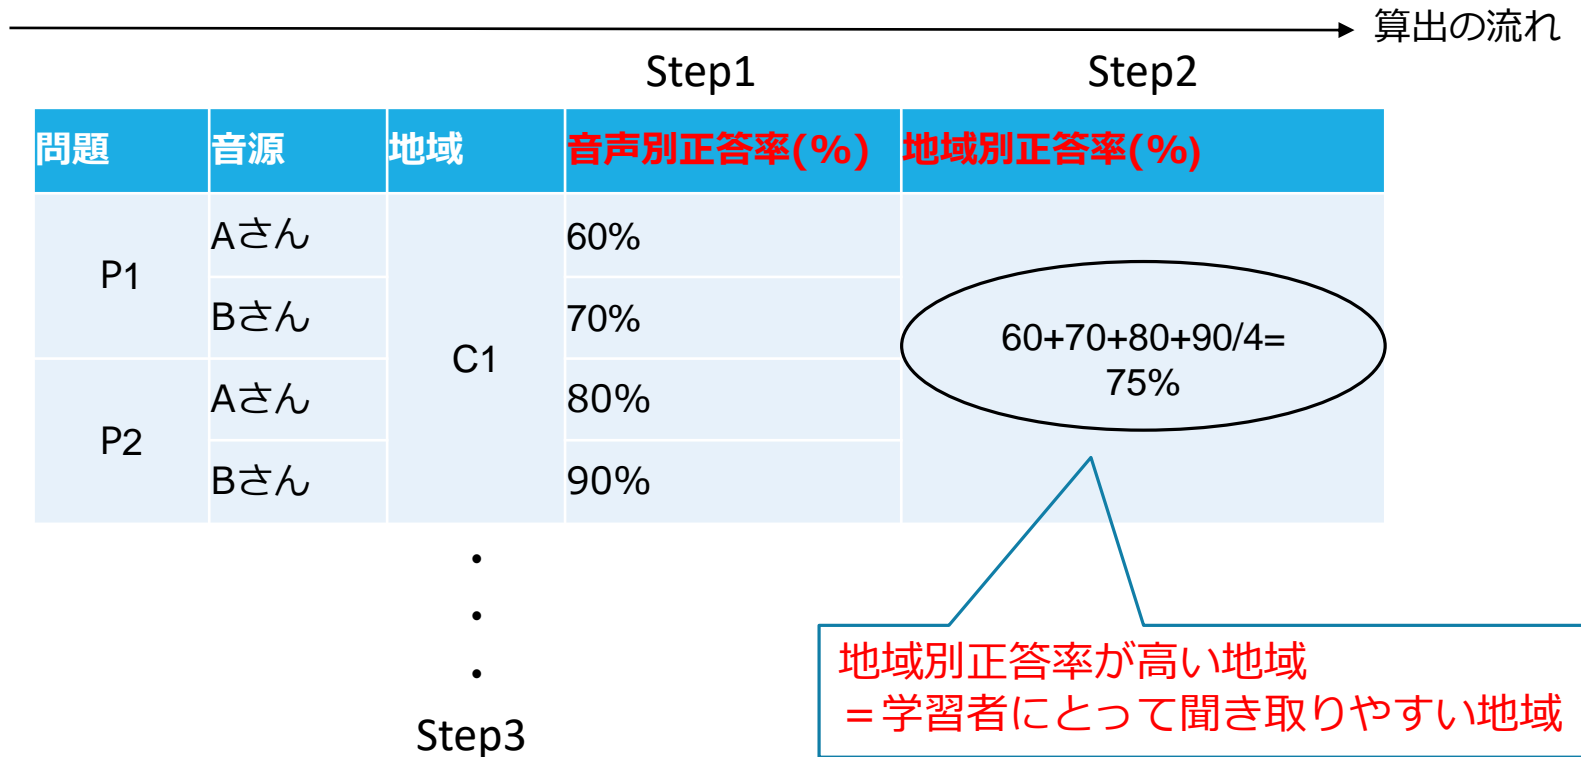 算出の流れ
Step1 Step2
問題 音源 地域 音声別正答率(%) 地域別正答率(%)
P1 Aさん C1 60% 60+70+80+90/4=
75%
Bさん 70%
P2 Aさん 80%
Bさん 90%
・
・
・
Step3
地域別正答率が高い地域
＝学習者にとって聞き取りやすい地域